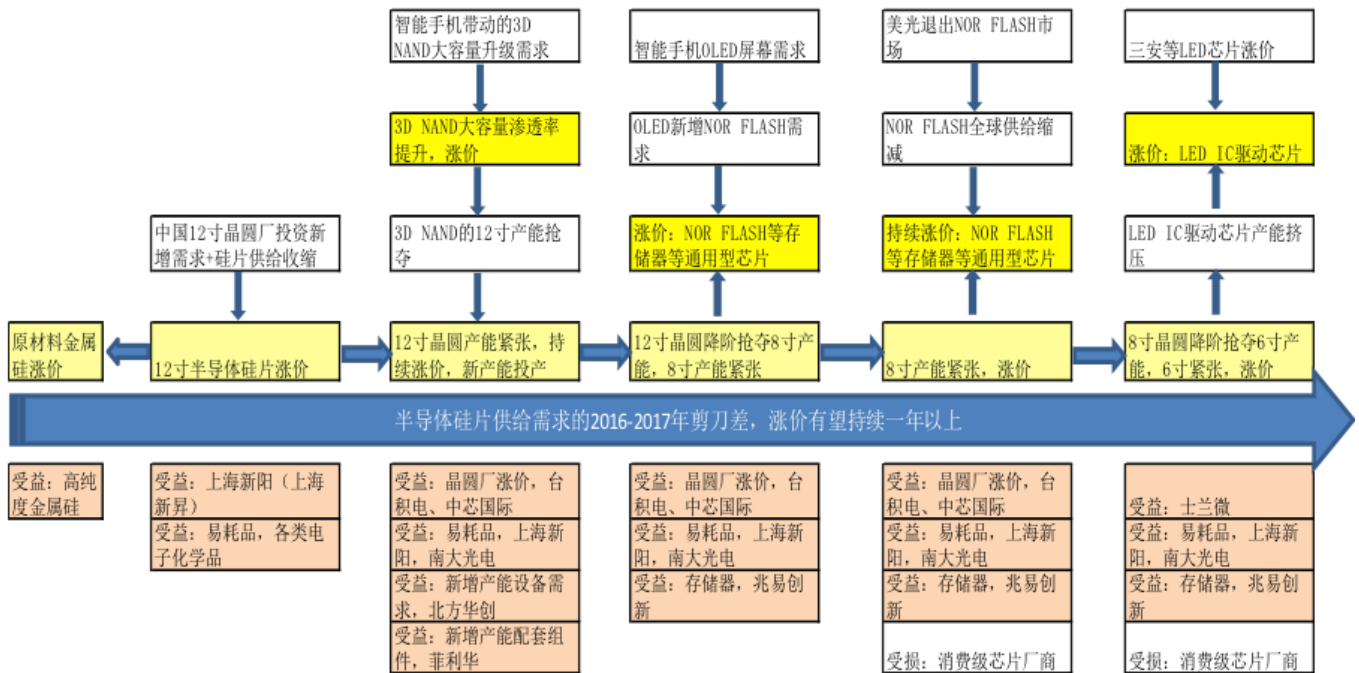 智能手机带动的3D
NAND大容量升级需求
智能手机OLED屏幕需求
美光退出NOR FLASH市
场
三安等LED芯片涨价
3D NAND大容量渗透率
提升，涨价
OLED新增NOR FLASH需
求
NOR FLASH全球供给缩
减
涨价：LED IC驱动芯片
中国12寸晶圆厂投资新
增需求+硅片供给收缩
3D NAND的12寸产能抢
夺
涨价：NOR FLASH等存
储器等通用型芯片
持续涨价：NOR FLASH
等存储器等通用型芯片
LED IC驱动芯片产能挤
压
原材料金属
硅涨价
12寸半导体硅片涨价
12寸晶圆产能紧张，持
续涨价，新产能投产
12寸晶圆降阶抢夺8寸产
能，8寸产能紧张
8寸产能紧张，涨价
8寸晶圆降阶抢夺6寸产
能，6寸紧张，涨价
半导体硅片供给需求的2016-2017年剪刀差，涨价有望持续一年以上
受益：高纯
度金属硅
受益：上海新阳（上海
新昇）
受益：易耗品，各类电
子化学品
受益：晶圆厂涨价，台
积电、中芯国际
受益：易耗品，上海新
阳，南大光电
受益：新增产能设备需
求，北方华创
受益：新增产能配套组
件，菲利华
受益：晶圆厂涨价，台
积电、中芯国际
受益：易耗品，上海新
阳，南大光电
受益：存储器，兆易创
新
受益：晶圆厂涨价，台
积电、中芯国际
受益：易耗品，上海新
阳，南大光电
受益：存储器，兆易创
新
受损：消费级芯片厂商
受益：士兰微
受益：易耗品，上海新
阳，南大光电
受益：存储器，兆易创
新
受损：消费级芯片厂商